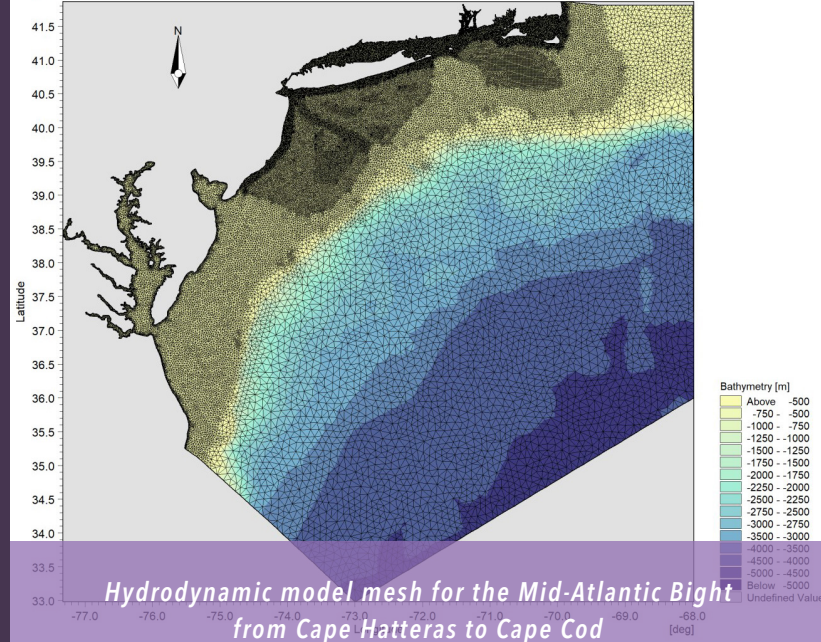 N
41.5
41.0
40.5
40.0
39.5
39.0
38.5
38.0
37.5
37.0
36.5
36.0
35.5
35.0
34.5
34.0
33.5
33.0
Latitude
-77.0 -76.0 -75.0 -74.0 -73.0 -72.0 -71.0 -70.0 -69.0 -68.0
[deg]
Bathymetry [m]
Above -500
-750 - -500
-1000 - -750
-1250 - -1000
-1500 - -1250
-1750 - -1500
-2000 - -1750
-2250 - -2000
-2500 - -2250
-2750 - -2500
-3000 - -2750
-3500 - -3000
-4000 - -3500
-4500 - -4000
-5000 - -4500
Below -5000
Undefined Value
Hydrodynamic model mesh for the Mid-Atlantic Bight
from Cape Hatteras to Cape Cod